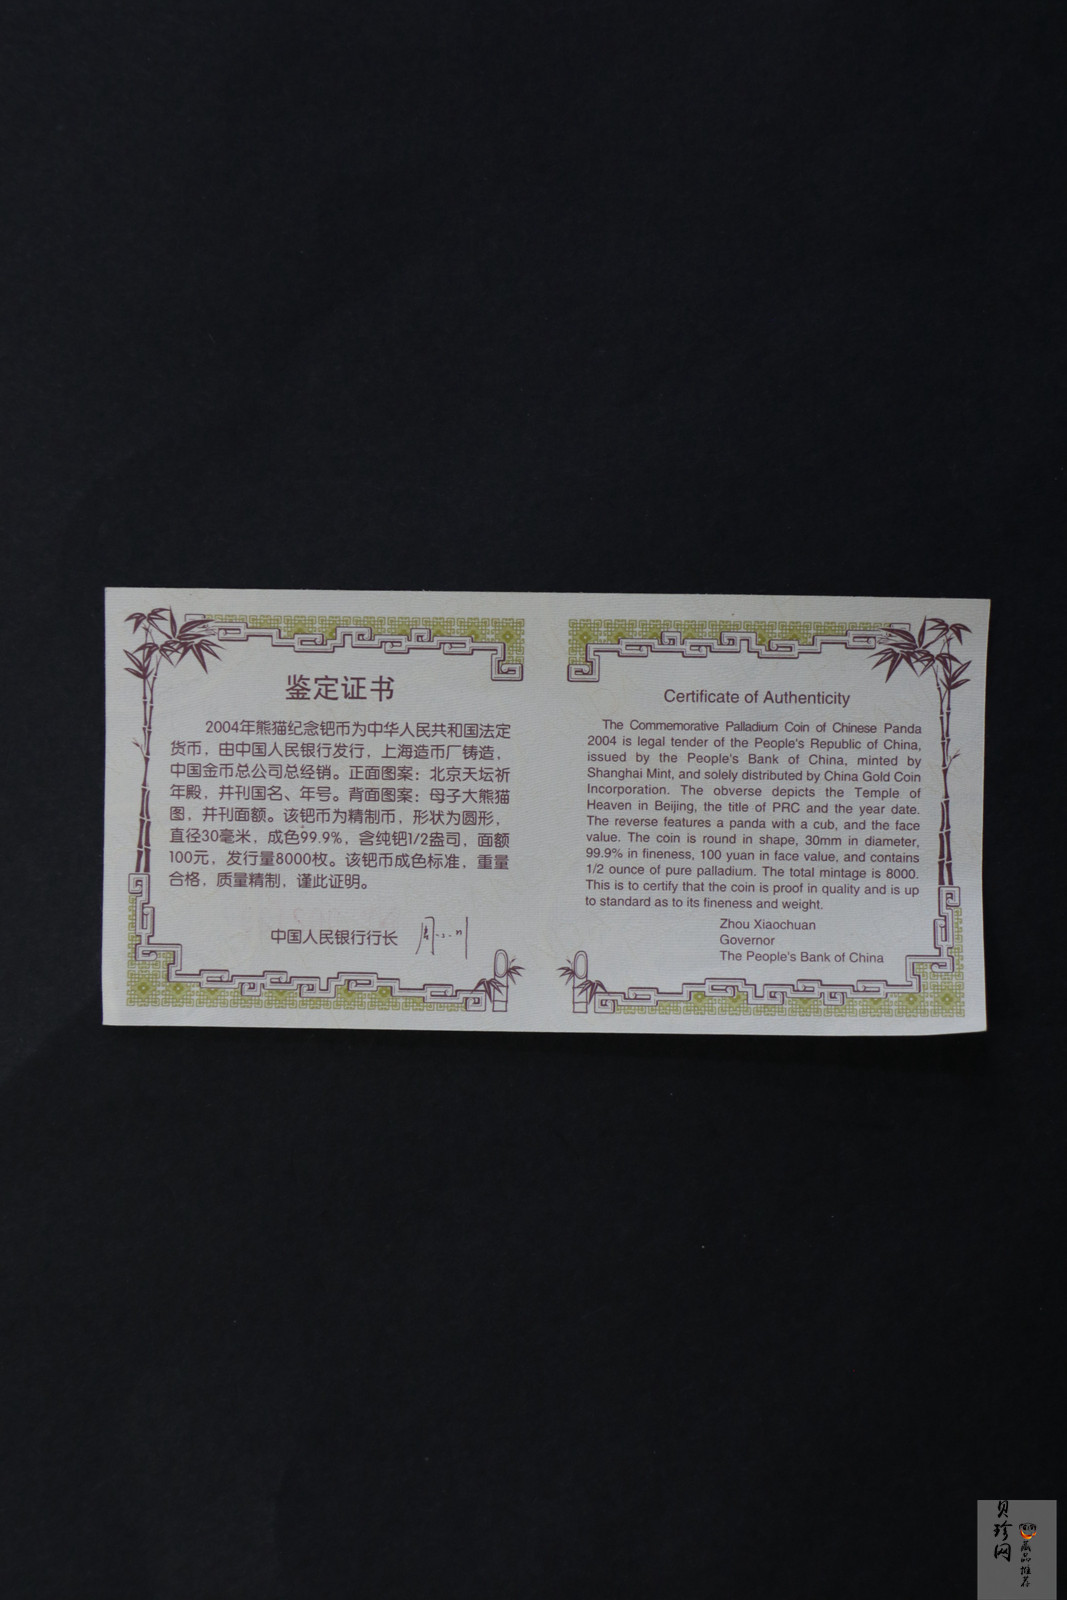 鉴定证书
2004年熊猫纪念钯币为中华人民共和国法定
货币，由中国人民银行发行，上海造币厂铸造，
中国金币总公司总经销。正面图案：北京天坛祈
年殿，并刊国名、年号。背面图案：母子大熊猫
图，并刊面额。该钯币为精制币，形状为圆形，
直径30毫米，成色99.9%，含纯钯1/2盎司，面额
100元，发行量8000枚。该钯币成色标准，重量
合格，质量精制，谨此证明。
中国人民银行行长
Certificate of Authenticity
The Commemorative Palladium Coin of Chinese Panda
2004 is legal tender of the People's Republic of China,
issued by the People's Bank of China, minted by
Shanghai Mint, and solely distributed by China Gold Coin
Incorporation. The obverse depicts the Temple of
Heaven in Beijing, the title of PRC and the year date.
The reverse features a panda with a cub, and the face
value. The coin is round in shape, 30mm in diameter,
99.9% in fineness, 100 yuan in face value, and contains
1/2 ounce of pure palladium. The total mintage is 8000.
This is to certify that the coin is proof in quality and is up
to standard as to its fineness and weight.
Zhou Xiaochuan
Governor
The People's Bank of China
贝珍网
藏品推荐